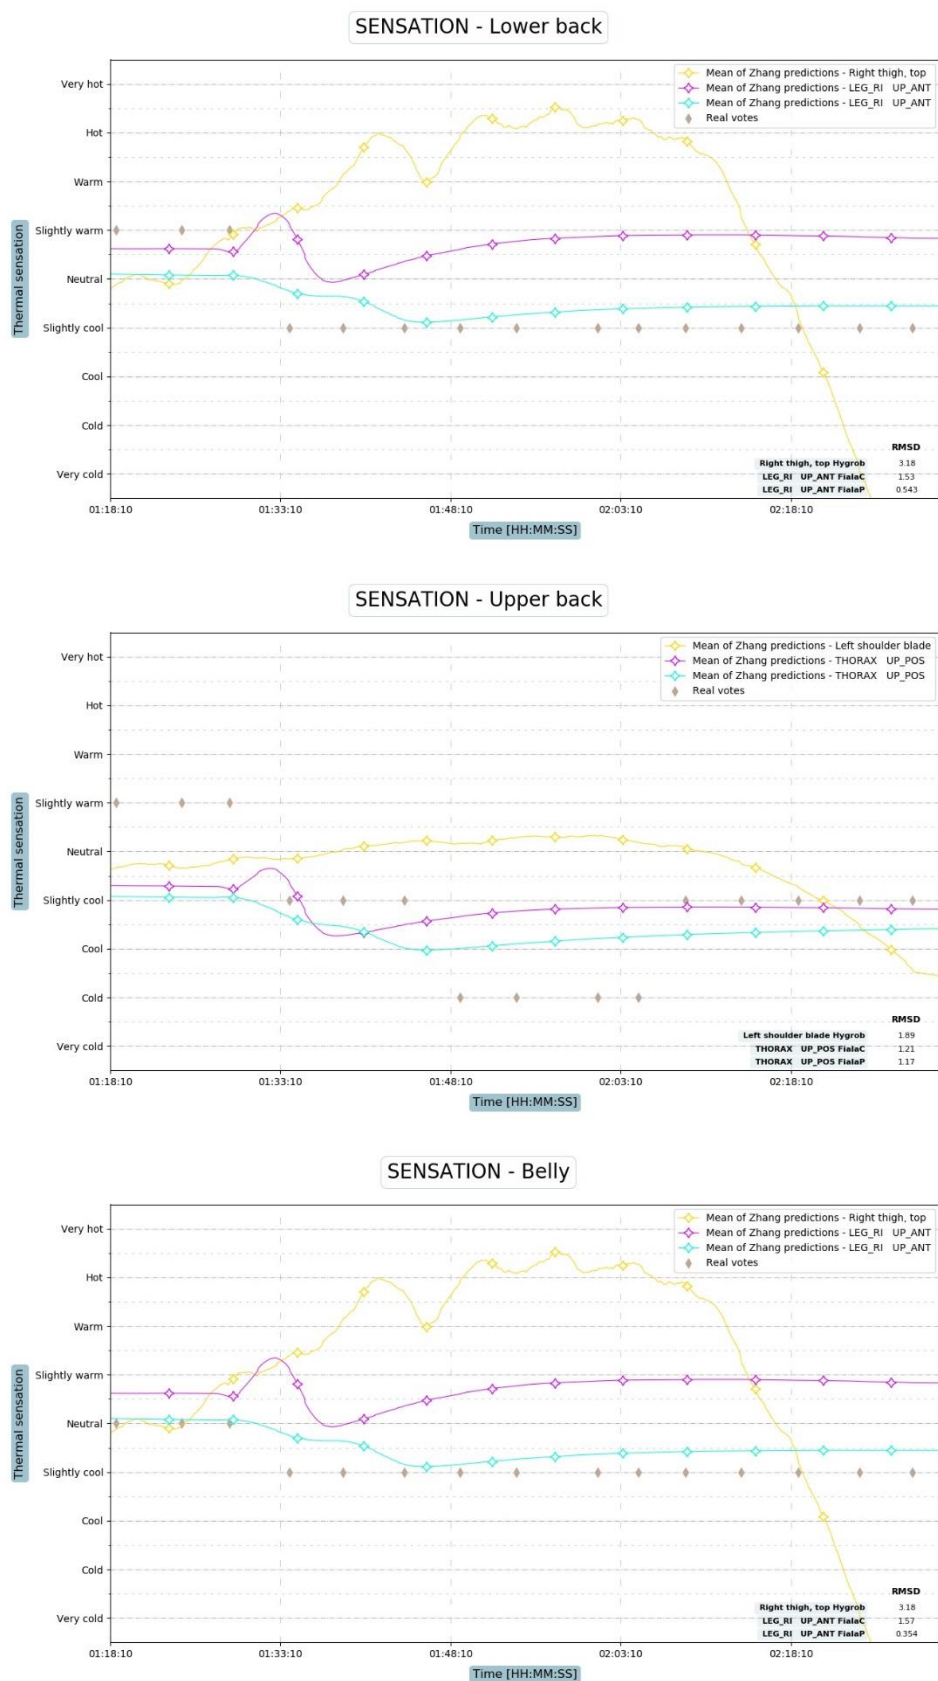 SENSATION - Lower back
Mean of Zhang predictions - Right thigh, top
Mean of Zhang predictions - LEG_RI   UP_ANT
Mean of Zhang predictions - LEG_RI   UP_ANT
Real votes
Very hot
Hot
Warm
Slightly warm
Neutral
Slightly cool
Cool
Cold
Very cold
Thermal sensation
RMSD
Right thigh, top Hygrob 3.18
LEG_RI   UP_ANT FialaC 1.53
LEG_RI   UP_ANT FialaP 0.543
01:18:10 01:33:10 01:48:10 02:03:10 02:18:10
Time [HH:MM:SS]
SENSATION - Upper back
Mean of Zhang predictions - Left shoulder blade
Mean of Zhang predictions - THORAX   UP_POS
Mean of Zhang predictions - THORAX   UP_POS
Real votes
Very hot
Hot
Warm
Slightly warm
Neutral
Slightly cool
Cool
Cold
Very cold
Thermal sensation
RMSD
Left shoulder blade Hygrob 1.89
THORAX   UP_POS FialaC 1.21
THORAX   UP_POS FialaP 1.17
01:18:10 01:33:10 01:48:10 02:03:10 02:18:10
Time [HH:MM:SS]
SENSATION - Belly
Mean of Zhang predictions - Right thigh, top
Mean of Zhang predictions - LEG_RI   UP_ANT
Mean of Zhang predictions - LEG_RI   UP_ANT
Real votes
Very hot
Hot
Warm
Slightly warm
Neutral
Slightly cool
Cool
Cold
Very cold
Thermal sensation
RMSD
Right thigh, top Hygrob 3.18
LEG_RI   UP_ANT FialaC 1.57
LEG_RI   UP_ANT FialaP 0.354
01:18:10 01:33:10 01:48:10 02:03:10 02:18:10
Time [HH:MM:SS]